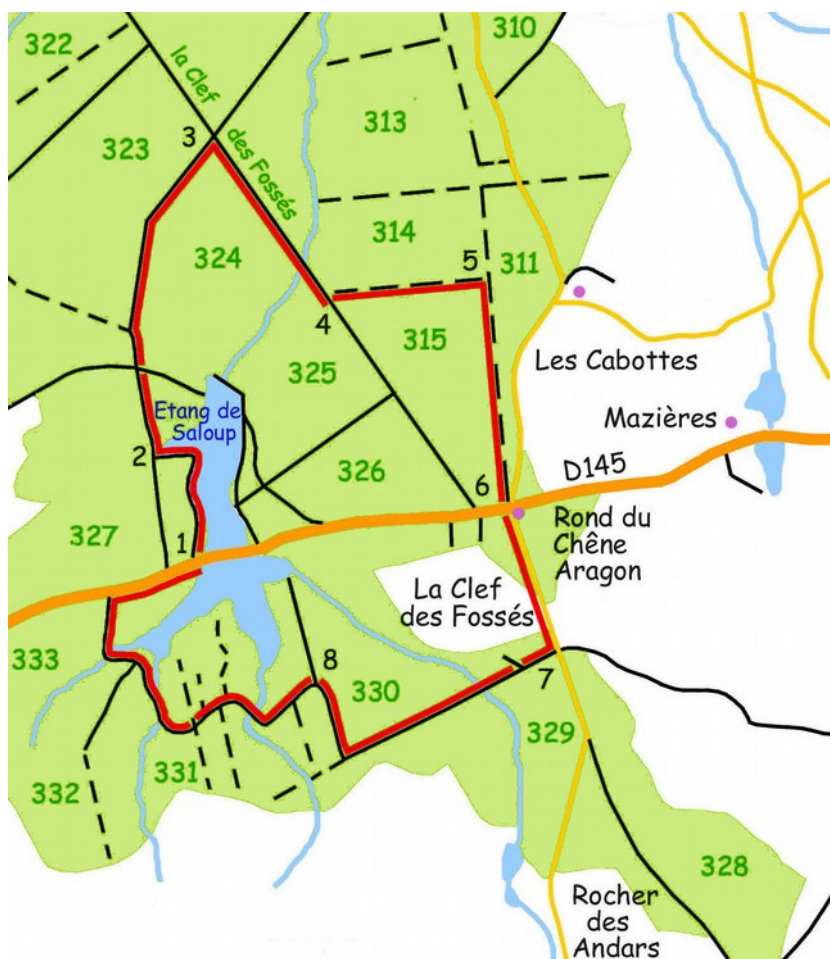 310
322
la Clef
des Fossés
313
3
323
314
324
5
311
4
315
325
Les Cabottes
Etang de
Saloup
Mazières
2
326
6
D145
327
1
Rond du
Chêne
Aragon
La Clef
des Fossés
333
8
330
7
329
331
332
328
Rocher
des
Andars